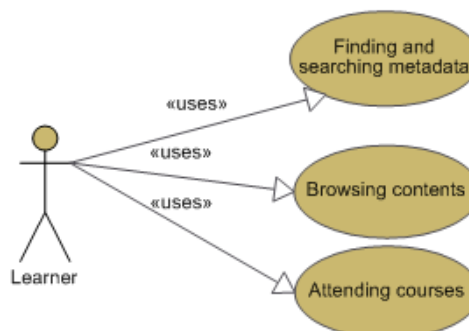 Finding and
searching metadata
«uses»
«uses»
Browsing contents
«uses»
Learner
Attending courses